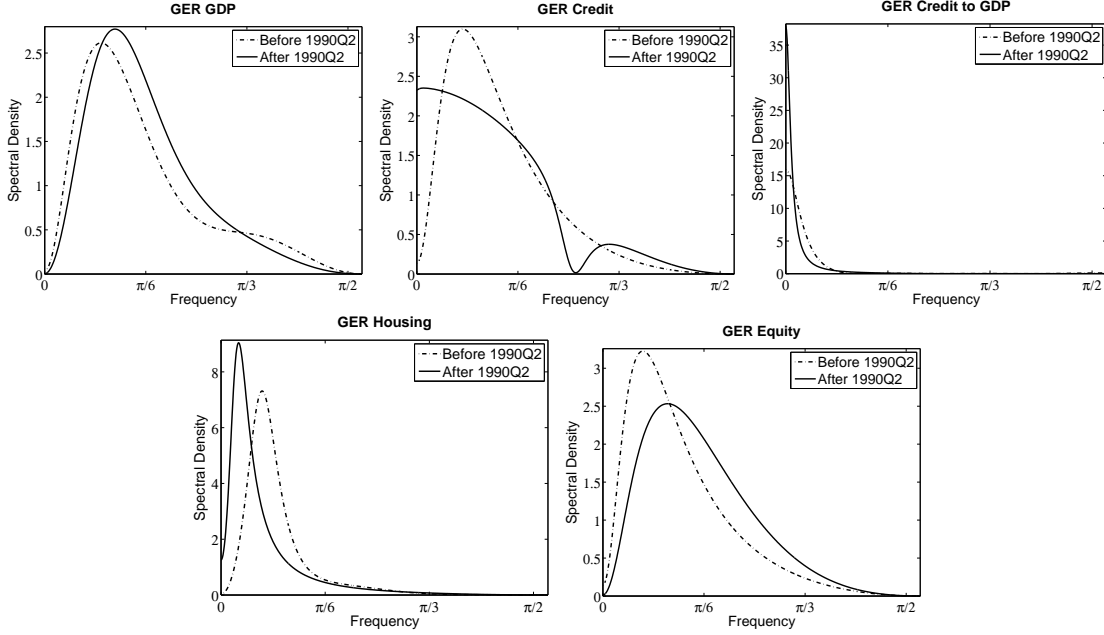 GER GDP
Before 1990Q2
After 1990Q2
Spectral Density
2.5
2
1.5
1
0.5
0
0
π/6
π/3
π/2
Frequency
GER Credit
Before 1990Q2
After 1990Q2
Spectral Density
3
2.5
2
1.5
1
0.5
0
0
π/6
π/3
π/2
Frequency
GER Credit to GDP
Before 1990Q2
After 1990Q2
Spectral Density
35
30
25
20
15
10
5
0
0
π/6
π/3
π/2
Frequency
GER Housing
Before 1990Q2
After 1990Q2
Spectral Density
8
6
4
2
0
0
π/6
π/3
π/2
Frequency
GER Equity
Before 1990Q2
After 1990Q2
Spectral Density
3
2.5
2
1.5
1
0.5
0
0
π/6
π/3
π/2
Frequency